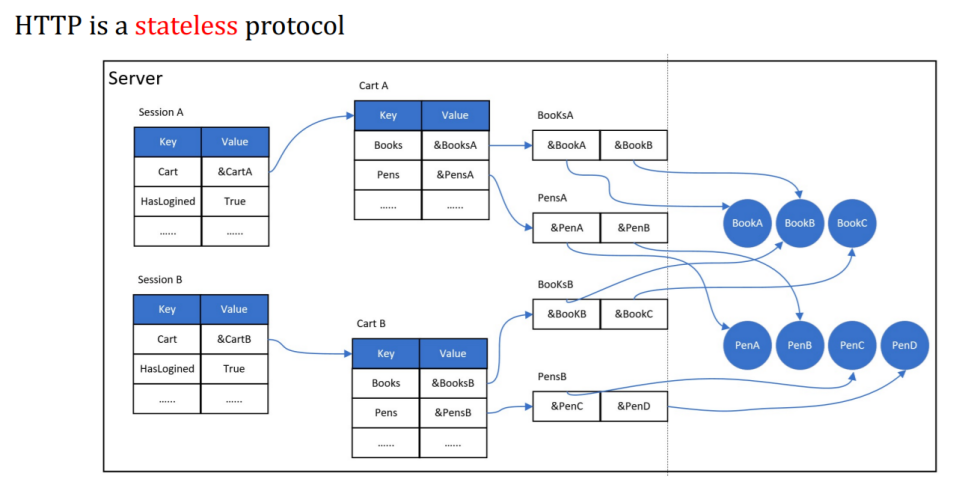 HTTP is a stateless protocol
Server
Session A
Key Value
Cart &CartA
HasLogined True
...... ......
Cart A
Key Value
Books &BooksA
Pens &PensA
...... ......
BooKsA
&BookA &BookB
PensA
&PenA &PenB
BookA BookB BookC
Session B
Key Value
Cart &CartB
HasLogined True
...... ......
Cart B
Key Value
Books &BooksB
Pens &PensB
...... ......
BooKsB
&BooKB &BookC
PensB
&PenC &PenD
PenA PenB PenC PenD